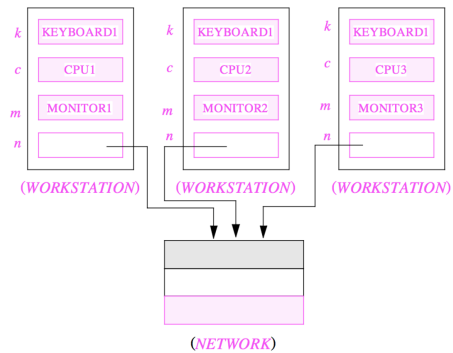 k KEYBOARD1 k KEYBOARD1 k KEYBOARD1
c CPU1 c CPU2 c CPU3
m MONITOR1 m MONITOR2 m MONITOR3
n n n
(WORKSTATION) (WORKSTATION) (WORKSTATION)
(NETWORK)